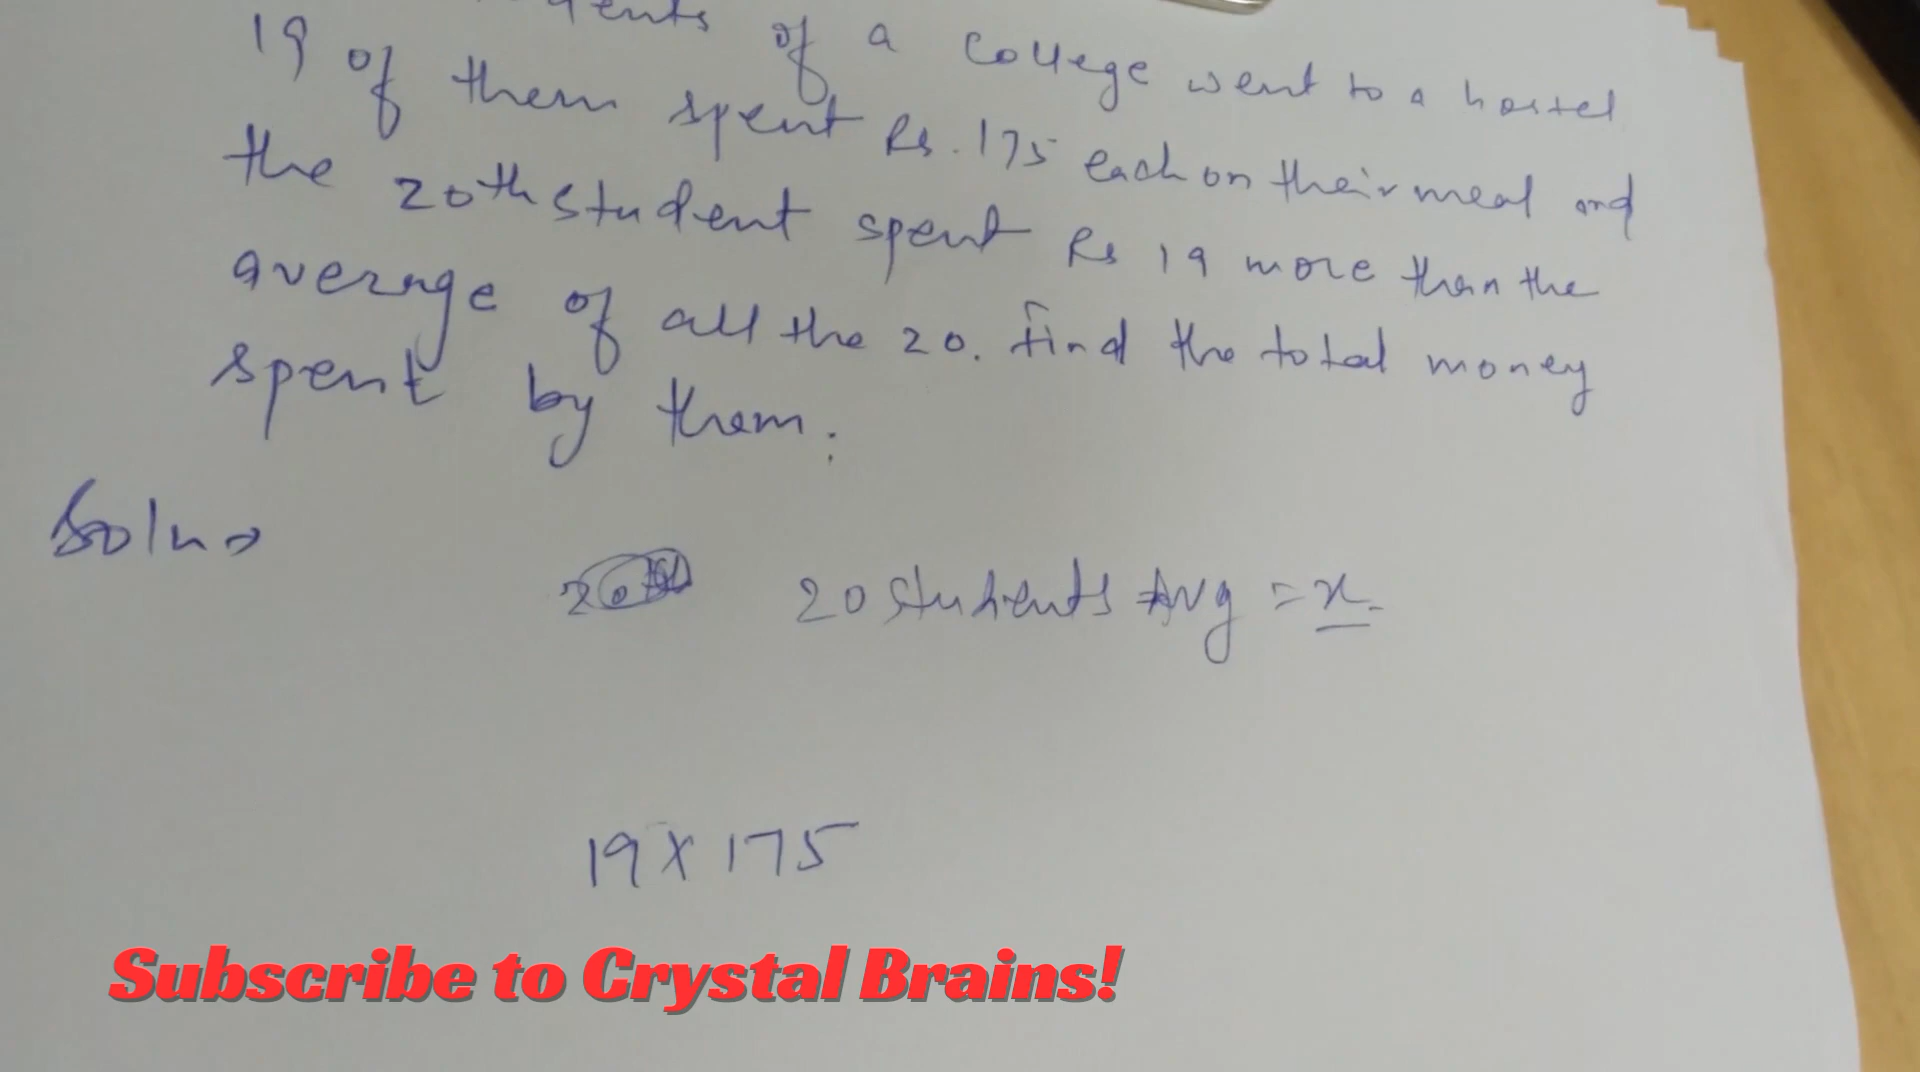 of a college went to a hostel
19 of them spent Rs. 175 each on their meal and
the 20th student spent Rs 19 more than the
average of all the 20. Find the total money
spent by them.
Soln →
20 students Avg = x.
19 X 175
Subscribe to Crystal Brains!